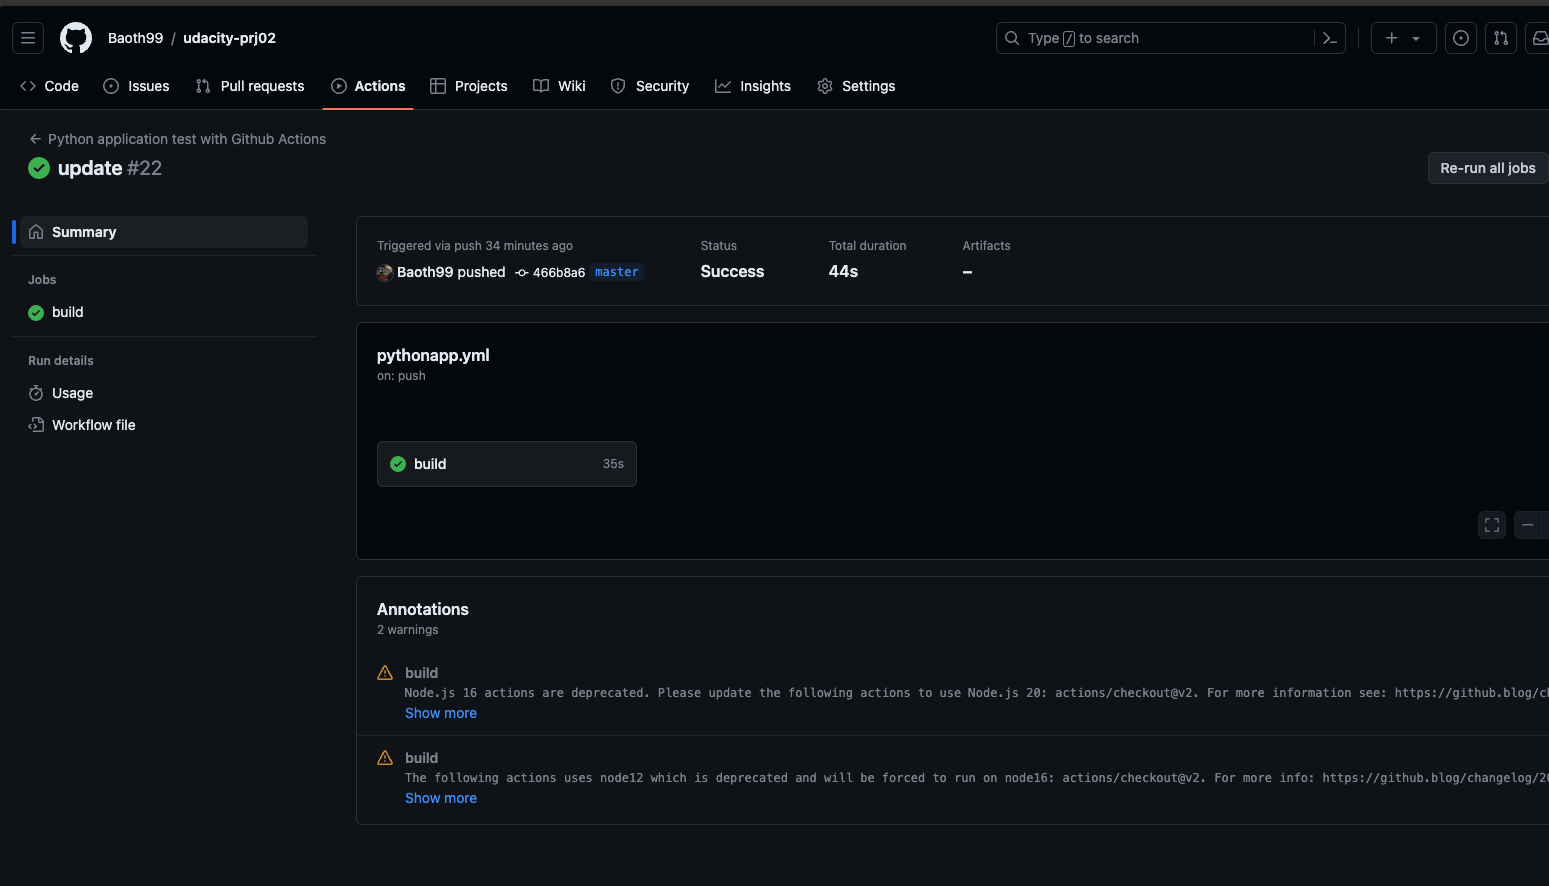 Baoth99 / udacity-prj02
Type / to search
Code Issues Pull requests Actions Projects Wiki Security Insights Settings
Python application test with Github Actions
update #22
Re-run all jobs
Summary
Jobs
build
Run details
Usage
Workflow file
Triggered via push 34 minutes ago
Baoth99 pushed 466b8a6 master
Status
Success
Total duration
44s
Artifacts
–
pythonapp.yml
on: push
build 35s
Annotations
2 warnings
build
Node.js 16 actions are deprecated. Please update the following actions to use Node.js 20: actions/checkout@v2. For more information see: https://github.blog/c
Show more
build
The following actions uses node12 which is deprecated and will be forced to run on node16: actions/checkout@v2. For more info: https://github.blog/changelog/2
Show more